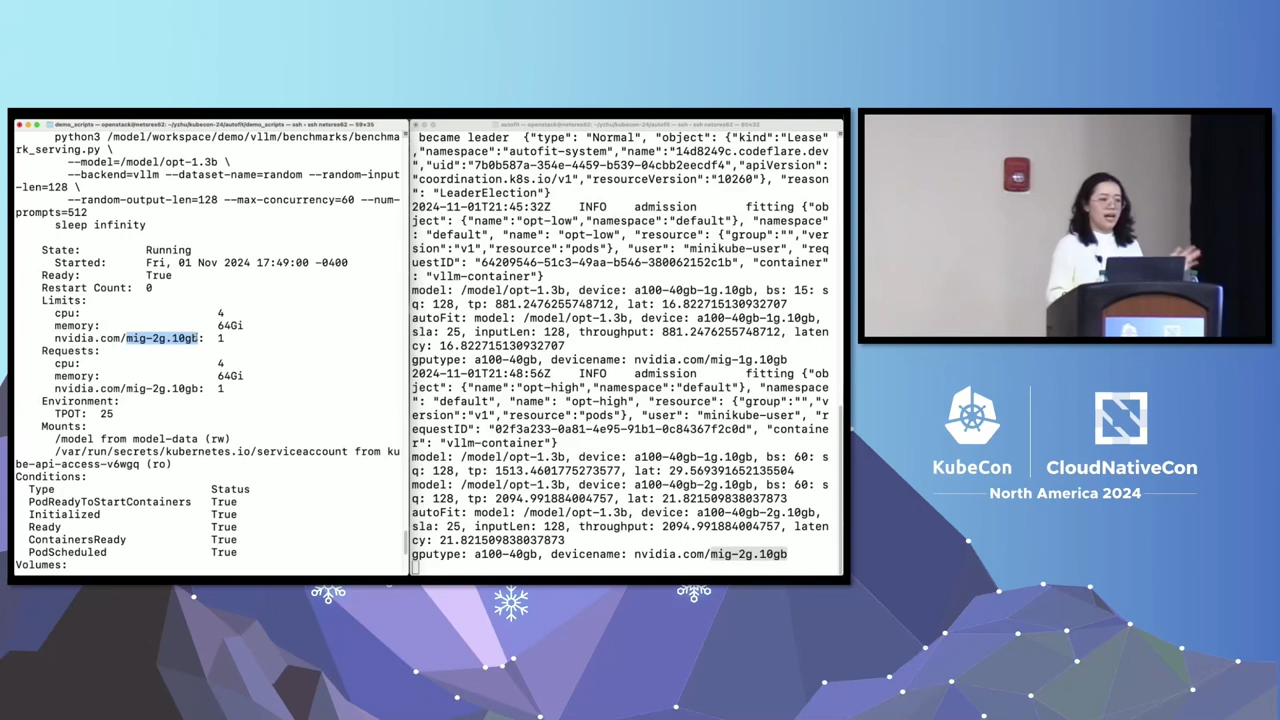 demo_scripts — openstack@netsres62: ~/yzhu/kubecon-24/autofit/demo_scripts — ssh ‹ ssh netsres62 — 59×35
python3 /model/workspace/demo/vllm/benchmarks/benchma
rk_serving.py \
--model=/model/opt-1.3b \
--backend=vllm --dataset-name=random --random-input
-len=128 \
--random-output-len=128 --max-concurrency=60 --num-
prompts=512
sleep infinity
State: Running
Started: Fri, 01 Nov 2024 17:49:00 -0400
Ready: True
Restart Count: 0
Limits:
cpu: 4
memory: 64Gi
nvidia.com/mig-2g.10gb: 1
Requests:
cpu: 4
memory: 64Gi
nvidia.com/mig-2g.10gb: 1
Environment:
TPOT: 25
Mounts:
/model from model-data (rw)
/var/run/secrets/kubernetes.io/serviceaccount from ku
be-api-access-v6wgq (ro)
Conditions:
Type Status
PodReadyToStartContainers True
Initialized True
Ready True
ContainersReady True
PodScheduled True
Volumes:
became leader {"type": "Normal", "object": {"kind":"Lease"
,"namespace":"autofit-system","name":"14d8249c.codeflare.de
v","uid":"7b0b587a-354e-4459-b539-04cbb2eecdf4","apiVersion"
:"coordination.k8s.io/v1","resourceVersion":"10260"}, "reason
": "LeaderElection"}
2024-11-01T21:45:32Z INFO admission fitting {"ob
ject": {"name":"opt-low","namespace":"default"}, "namespace"
: "default", "name": "opt-low", "resource": {"group":"","ver
sion":"v1","resource":"pods"}, "user": "minikube-user", "req
uestID": "64209546-51c3-49aa-b546-380062152c1b", "container"
: "vllm-container"}
model: /model/opt-1.3b, device: a100-40gb-1g.10gb, bs: 15: s
q: 128, tp: 881.2476255748712, lat: 16.822715130932707
autoFit: model: /model/opt-1.3b, device: a100-40gb-1g.10gb,
sla: 25, inputLen: 128, throughput: 881.2476255748712, laten
cy: 16.822715130932707
gputype: a100-40gb, devicename: nvidia.com/mig-1g.10gb
2024-11-01T21:48:56Z INFO admission fitting {"ob
ject": {"name":"opt-high","namespace":"default"}, "namespace
": "default", "name": "opt-high", "resource": {"group":"","v
ersion":"v1","resource":"pods"}, "user": "minikube-user", "r
equestID": "02f3a233-0a81-4e95-91b1-0c84367f2c0d", "containe
r": "vllm-container"}
model: /model/opt-1.3b, device: a100-40gb-1g.10gb, bs: 60: s
q: 128, tp: 1513.4601775273577, lat: 29.569391652135504
model: /model/opt-1.3b, device: a100-40gb-2g.10gb, bs: 60: s
q: 128, tp: 2094.991884004757, lat: 21.821509838037873
autoFit: model: /model/opt-1.3b, device: a100-40gb-2g.10gb,
sla: 25, inputLen: 128, throughput: 2094.991884004757, laten
cy: 21.821509838037873
gputype: a100-40gb, devicename: nvidia.com/mig-2g.10gb
KubeCon
CloudNativeCon
North America 2024